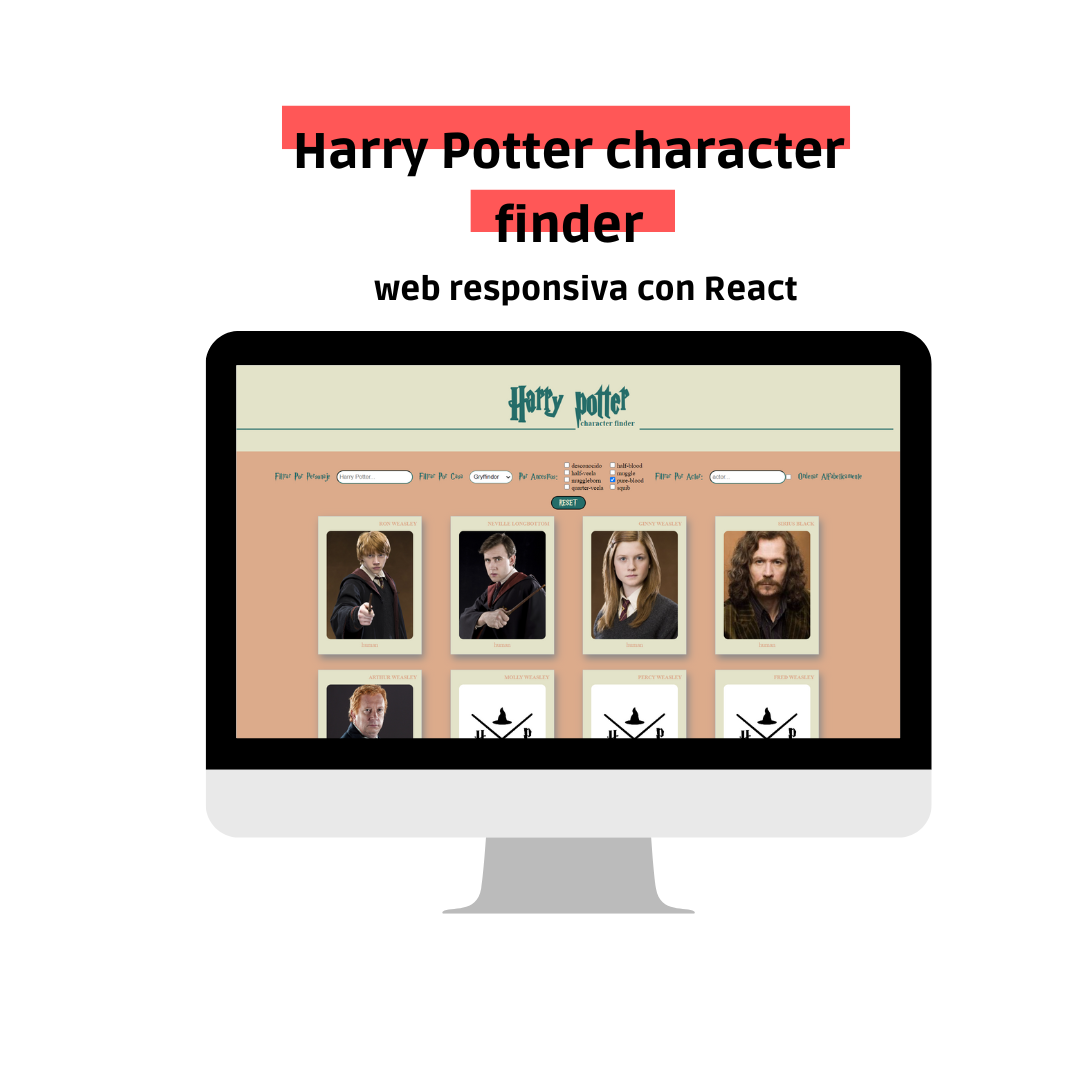 Harry Potter character
finder
web responsiva con React
Harry Potter
character finder
Filtrar Por Personaje: Harry Potter... Filtrar Por Casa Gryffindor Por Ancestros: desconocido half-blood Filtrar Por Actor: actor... Ordenar Alfabéticamente
half-veela muggle
muggleborn pure-blood
quarter-veela squib
RESET
RON WEASLEY NEVILLE LONGBOTTOM GINNY WEASLEY SIRIUS BLACK
human human human human
ARTHUR WEASLEY MOLLY WEASLEY PERCY WEASLEY FRED WEASLEY
H P H P H P